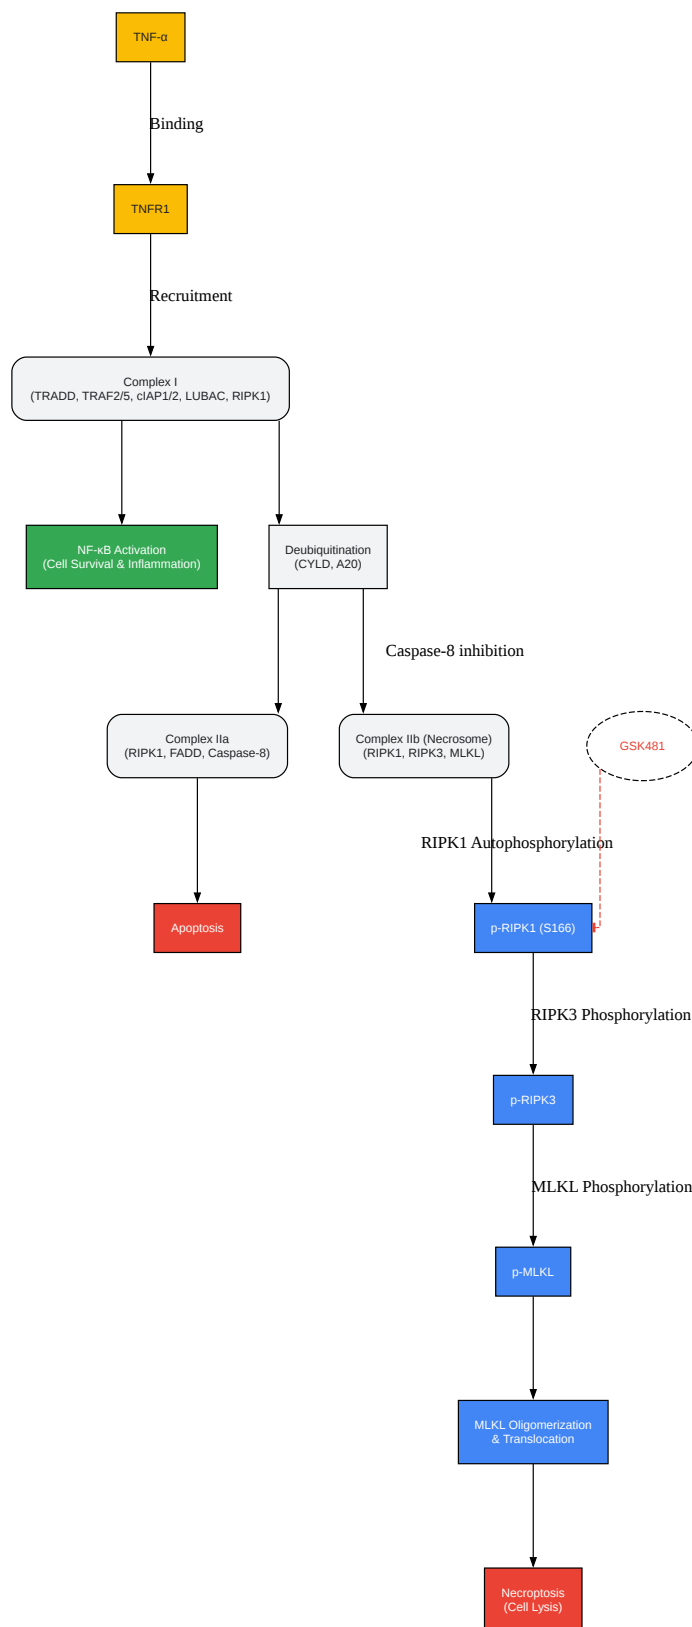 TNF-α
Binding
TNFR1
Recruitment
Complex I
(TRADD, TRAF2/5, cIAP1/2, LUBAC, RIPK1)
NF-κB Activation
(Cell Survival & Inflammation)
Deubiquitination
(CYLD, A20)
Caspase-8 inhibition
Complex IIa
(RIPK1, FADD, Caspase-8)
Complex IIb (Necrosome)
(RIPK1, RIPK3, MLKL)
GSK481
RIPK1 Autophosphorylation
Apoptosis
p-RIPK1 (S166)
RIPK3 Phosphorylation
p-RIPK3
MLKL Phosphorylation
p-MLKL
MLKL Oligomerization
& Translocation
Necroptosis
(Cell Lysis)